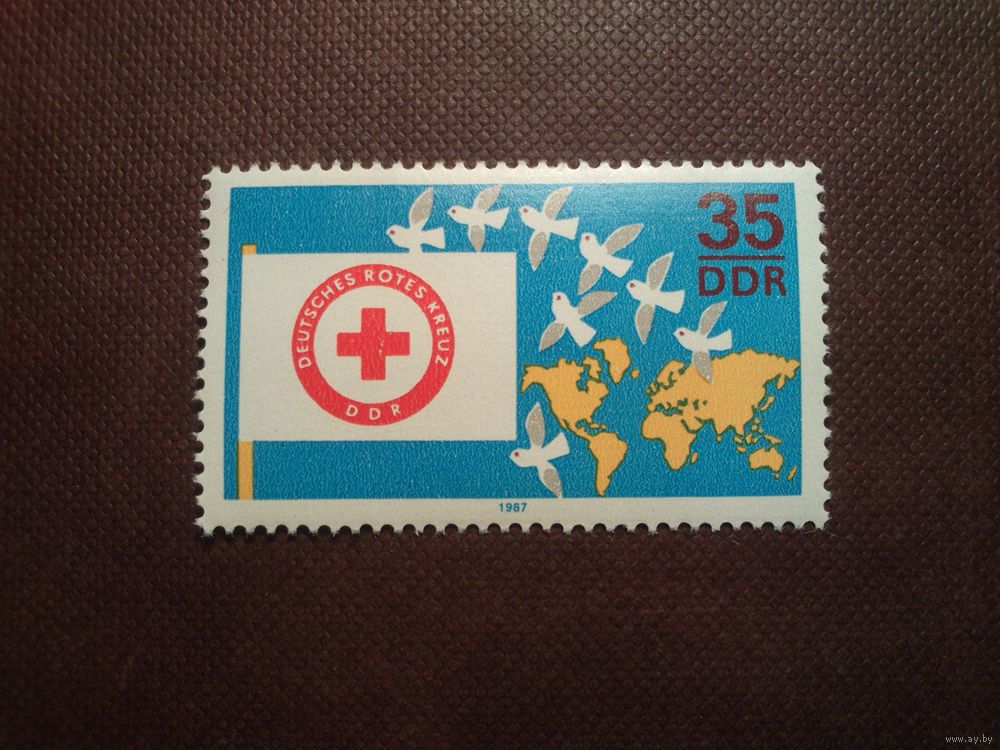 35
DDR
DEUTSCHES ROTES KREUZ
DDR
1987
www.ay.by